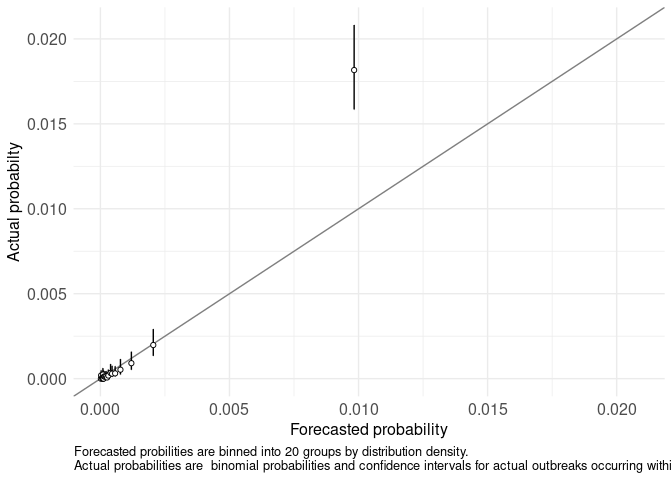 0.020
0.015
0.010
0.005
0.000
Actual probabilty
0.000 0.005 0.010 0.015 0.020
Forecasted probability
Forecasted probilities are binned into 20 groups by distribution density.
Actual probabilities are  binomial probabilities and confidence intervals for actual outbreaks occurring withi